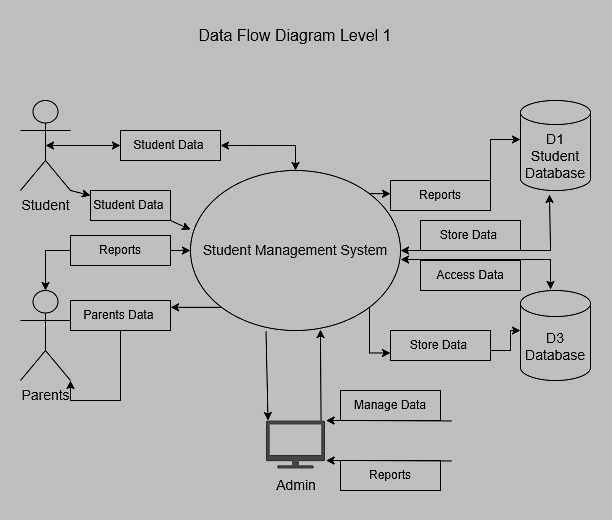 Data Flow Diagram Level 1
Student Data
D1
Student
Database
Student
Student Data
Reports
Store Data
Reports
Student Management System
Access Data
Parents Data
Store Data
D3
Database
Parents
Manage Data
Reports
Admin